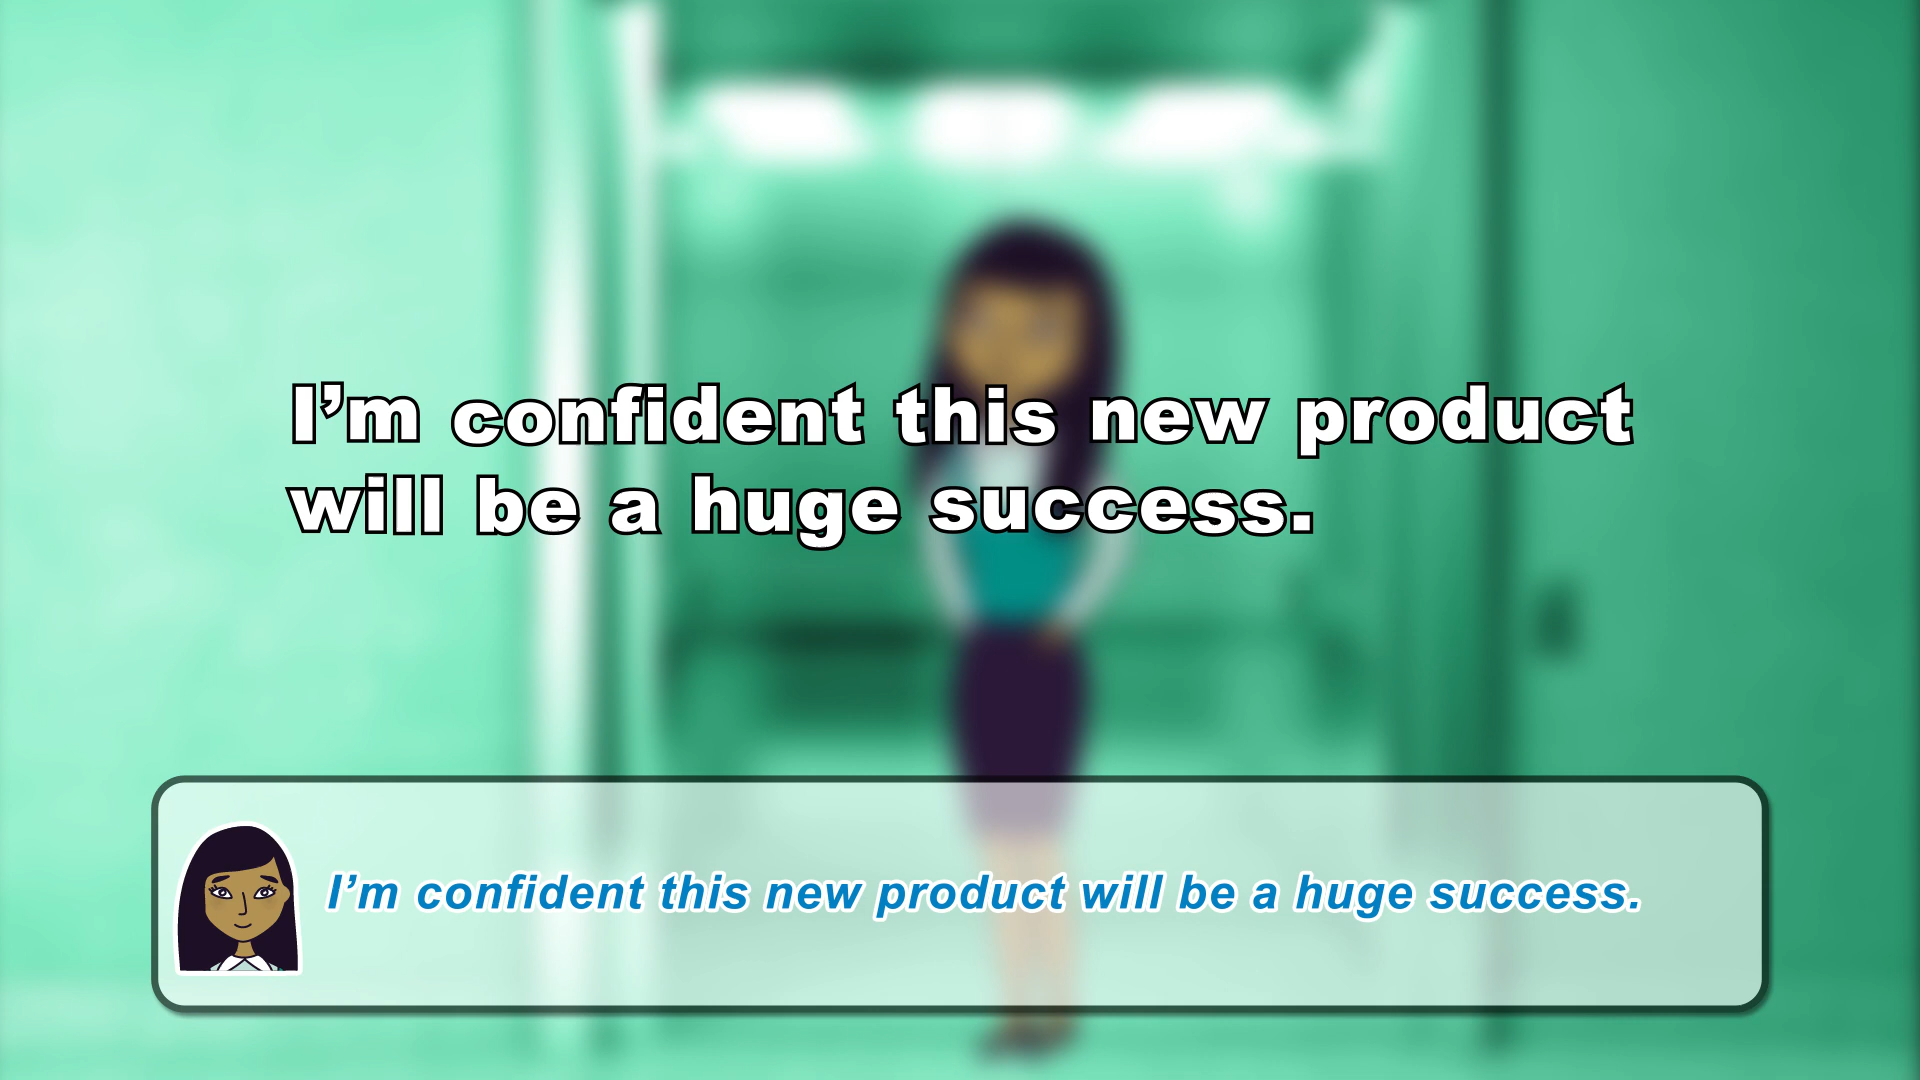 I’m confident this new product
will be a huge success.
I’m confident this new product will be a huge success.